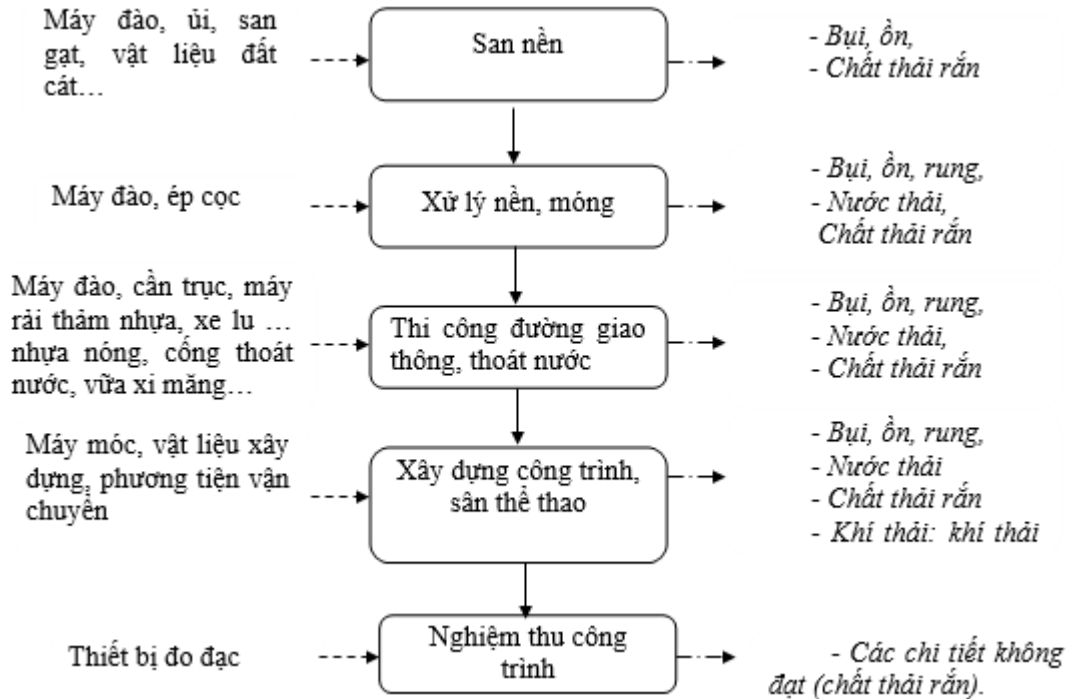 Máy đào, ủi, san
gạt, vật liệu đất
cát…
San nền
- Bụi, ồn,
- Chất thải rắn
Máy đào, ép cọc
Xử lý nền, móng
- Bụi, ồn, rung,
- Nước thải,
Chất thải rắn
Máy đào, cần trục, máy
rải thảm nhựa, xe lu …
nhựa nóng, cống thoát
nước, vữa xi măng…
Thi công đường giao
thông, thoát nước
- Bụi, ồn, rung,
- Nước thải,
- Chất thải rắn
Máy móc, vật liệu xây
dựng, phương tiện vận
chuyển
Xây dựng công trình,
sân thể thao
- Bụi, ồn, rung,
- Nước thải
- Chất thải rắn
- Khí thải: khí thải
Thiết bị đo đạc
Nghiệm thu công
trình
- Các chi tiết không
đạt (chất thải rắn).